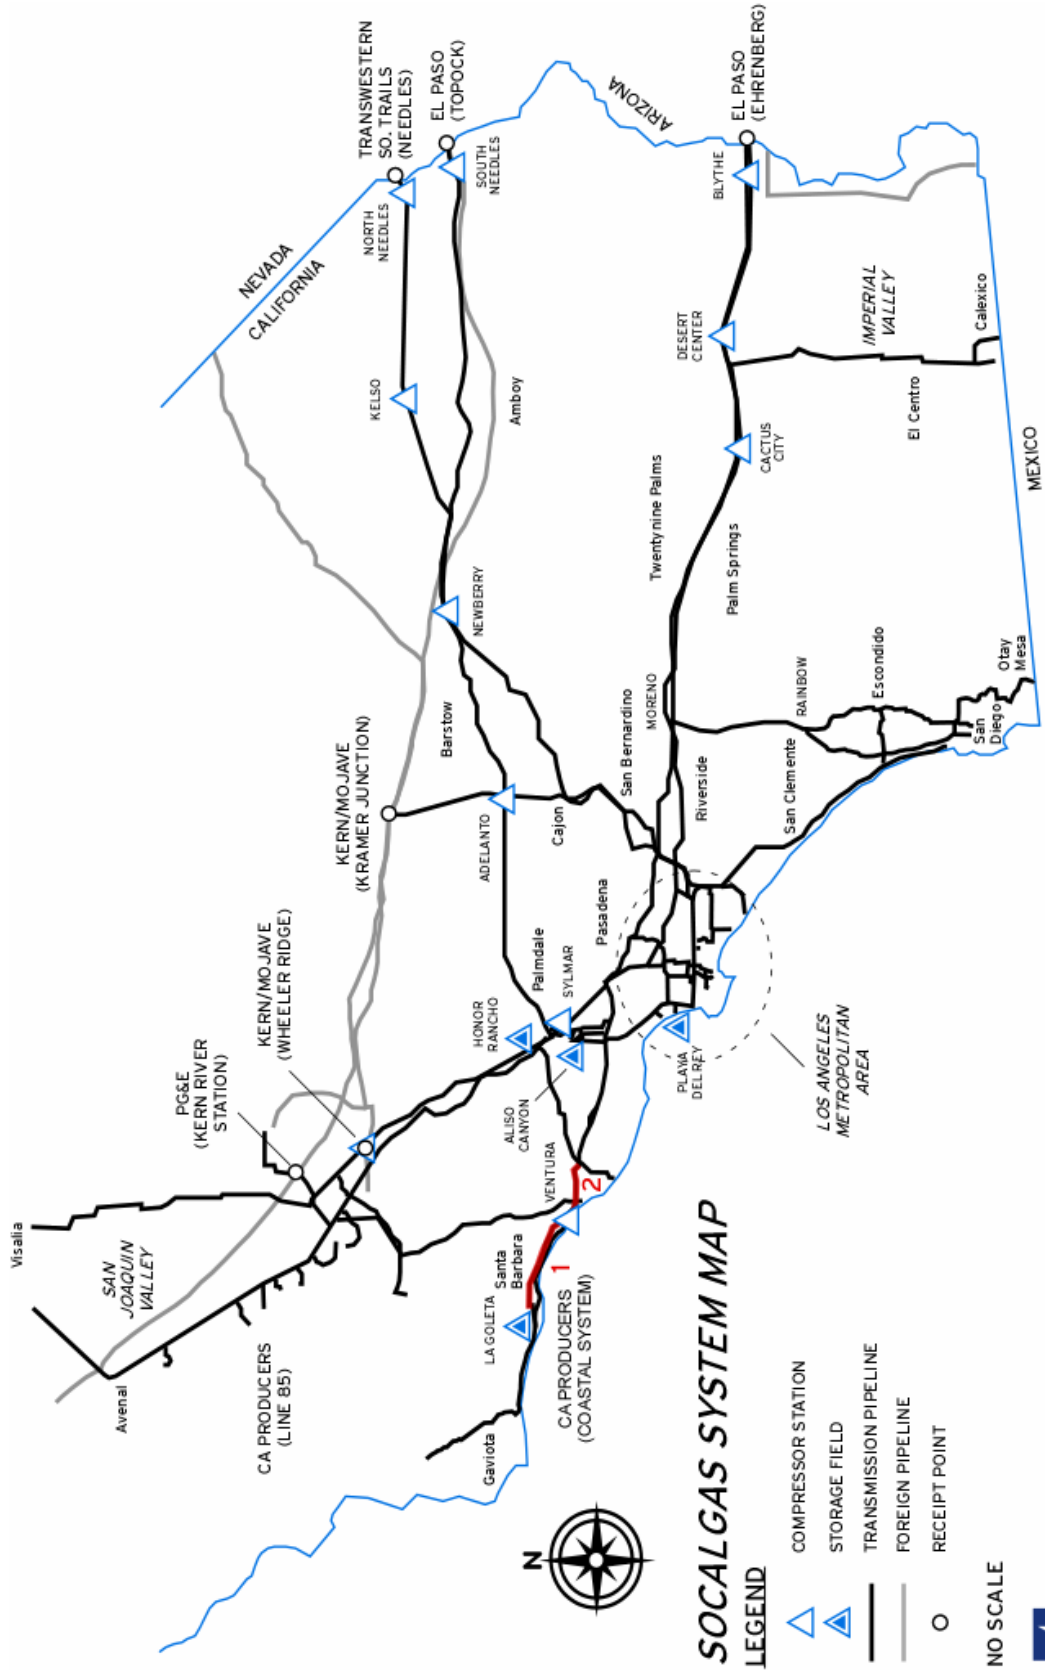 Visalia
SAN
JOAQUIN
VALLEY
Avenal
CA PRODUCERS
(LINE 85)
PG&E
(KERN RIVER
STATION)
KERN/MOJAVE
(WHEELER RIDGE)
KERN/MOJAVE
(KRAMER JUNCTION)
NEVADA
CALIFORNIA
TRANSWESTERN
SO. TRAILS
(NEEDLES)
NORTH
NEEDLES
EL PASO
(TOPOCK)
SOUTH
NEEDLES
ARIZONA
EL PASO
(EHRENBERG)
BLYTHE
KELSO
Amboy
NEWBERRY
Barstow
ADELANTO
Cajon
Palmdale
SYLMAR
HONOR
RANCHO
ALISO
CANYON
Pasadena
San Bernardino
MORENO
Riverside
Twentynine Palms
Palm Springs
CACTUS
CITY
DESERT
CENTER
IMPERIAL
VALLEY
El Centro
Calexico
MEXICO
RAINBOW
Escondido
San Clemente
San
Diego
Otay
Mesa
PLAYA
DEL REY
LOS ANGELES
METROPOLITAN
AREA
VENTURA
2
Santa
Barbara
1
LA GOLETA
CA PRODUCERS
(COASTAL SYSTEM)
Gaviota
N
SOCALGAS SYSTEM MAP
LEGEND
COMPRESSOR STATION
STORAGE FIELD
TRANSMISSION PIPELINE
FOREIGN PIPELINE
RECEIPT POINT
NO SCALE